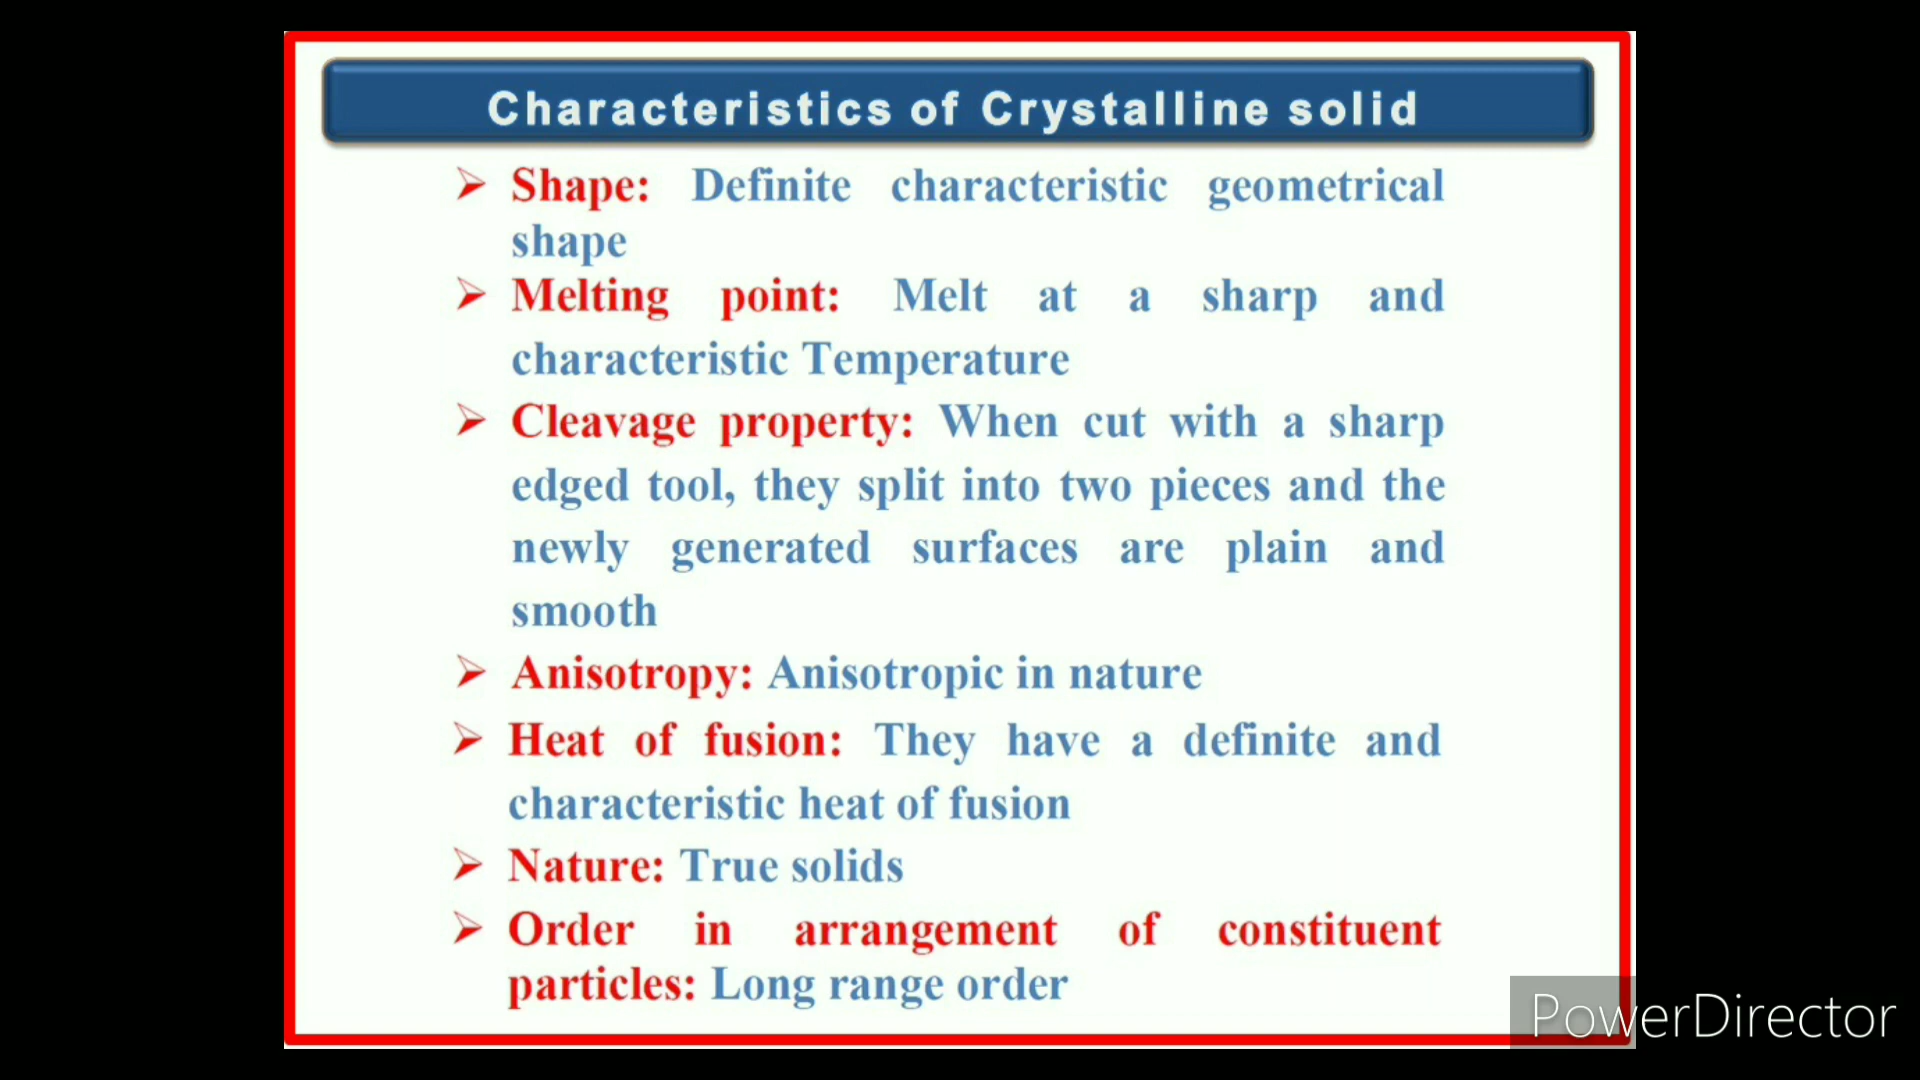 Characteristics of Crystalline solid
Shape: Definite characteristic geometrical
shape
Melting point: Melt at a sharp and
characteristic Temperature
Cleavage property: When cut with a sharp
edged tool, they split into two pieces and the
newly generated surfaces are plain and
smooth
Anisotropy: Anisotropic in nature
Heat of fusion: They have a definite and
characteristic heat of fusion
Nature: True solids
Order in arrangement of constituent
particles: Long range order
PowerDirector